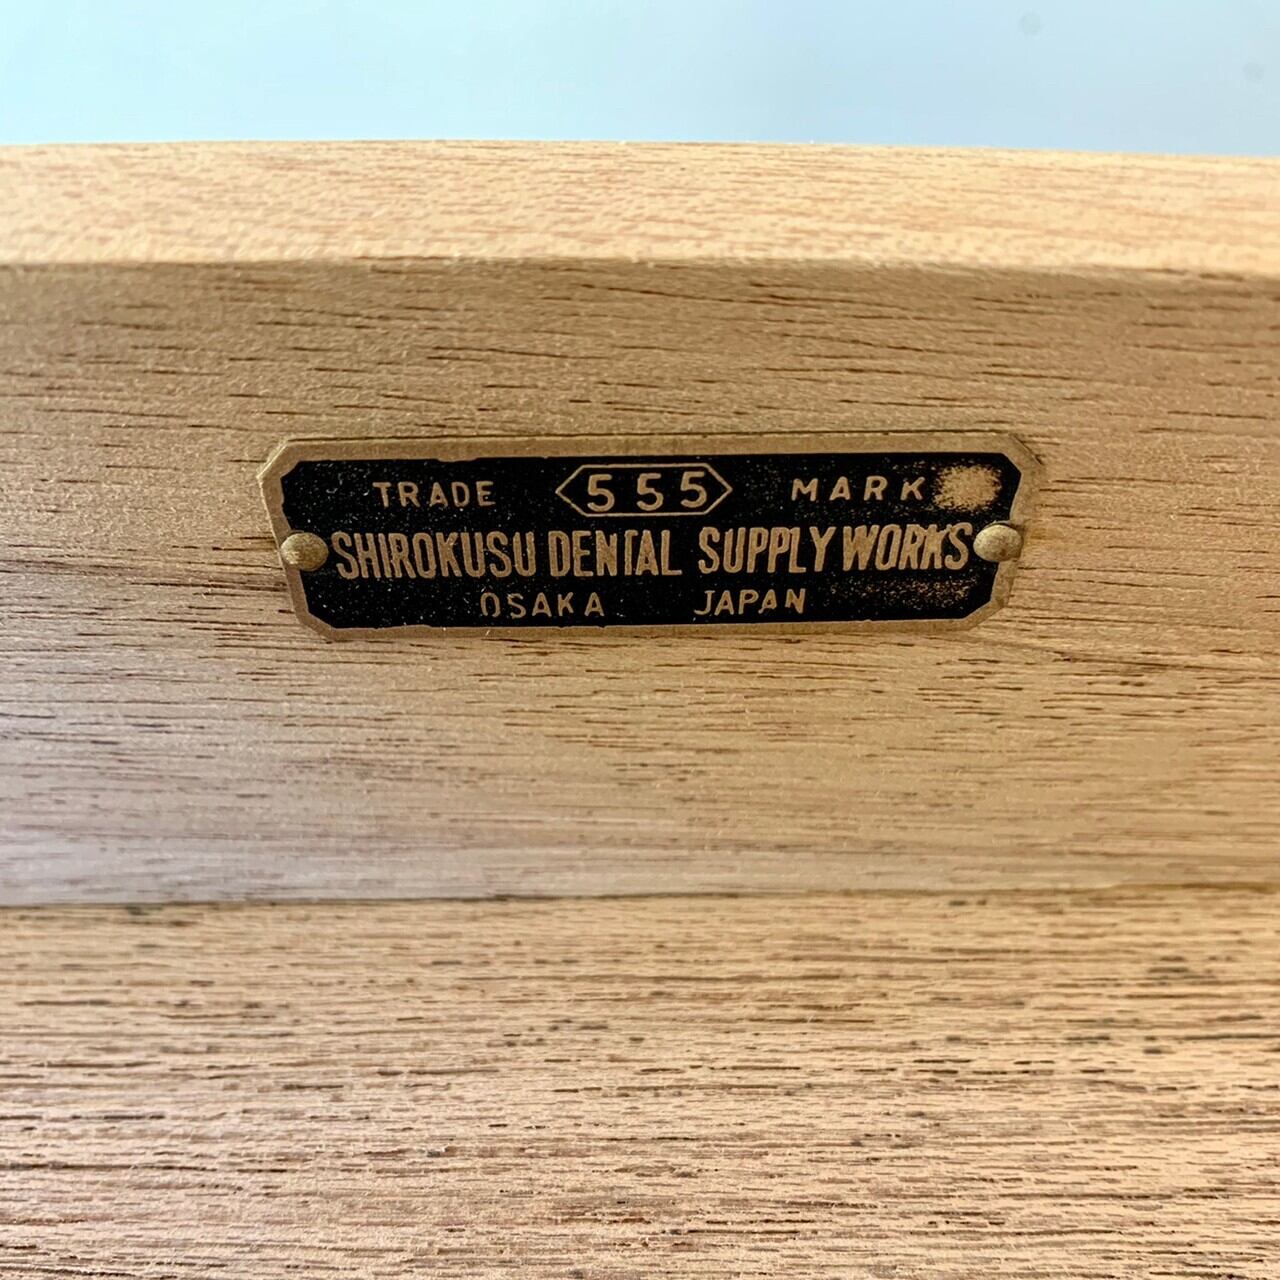 TRADE 555 MARK
SHIROKUSU DENTAL SUPPLY WORKS
OSAKA JAPAN